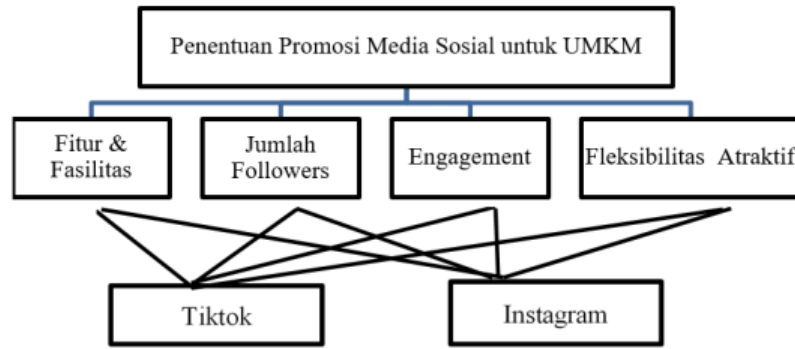 Penentuan Promosi Media Sosial untuk UMKM
Fitur &
Fasilitas
Jumlah
Followers
Engagement
Fleksibilitas Atraktif
Tiktok
Instagram